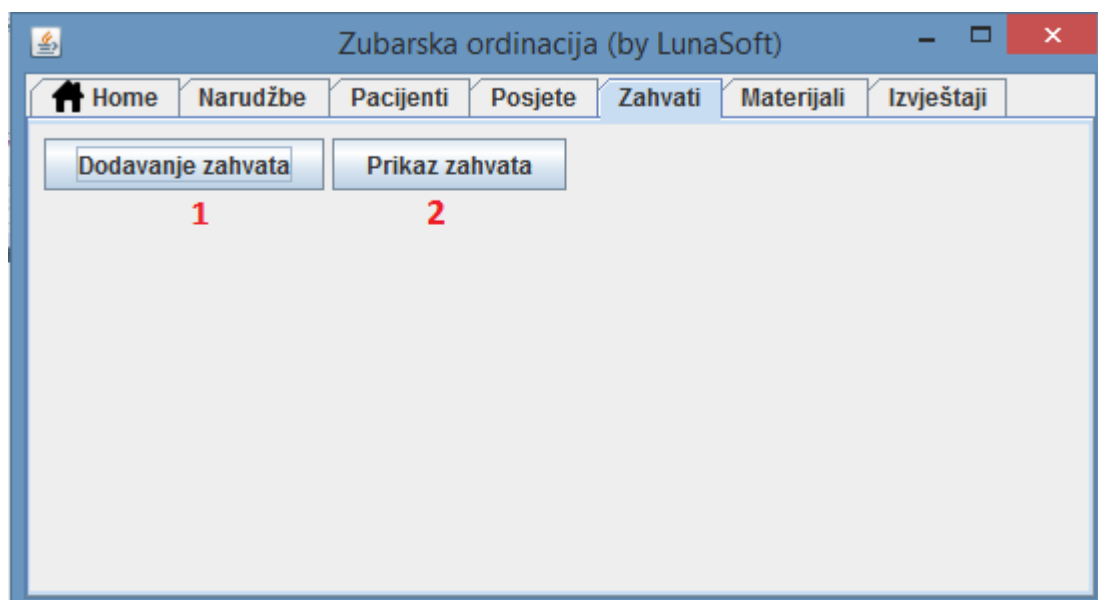 Zubarska ordinacija (by LunaSoft)
Home Narudžbe Pacijenti Posjete Zahvati Materijali Izvještaji
Dodavanje zahvata Prikaz zahvata
1 2